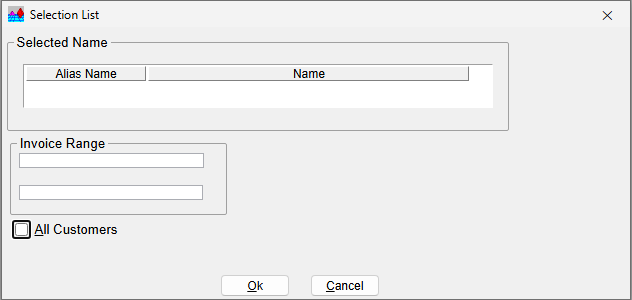 Selection List
Selected Name
Alias Name Name
Invoice Range
All Customers
Ok Cancel